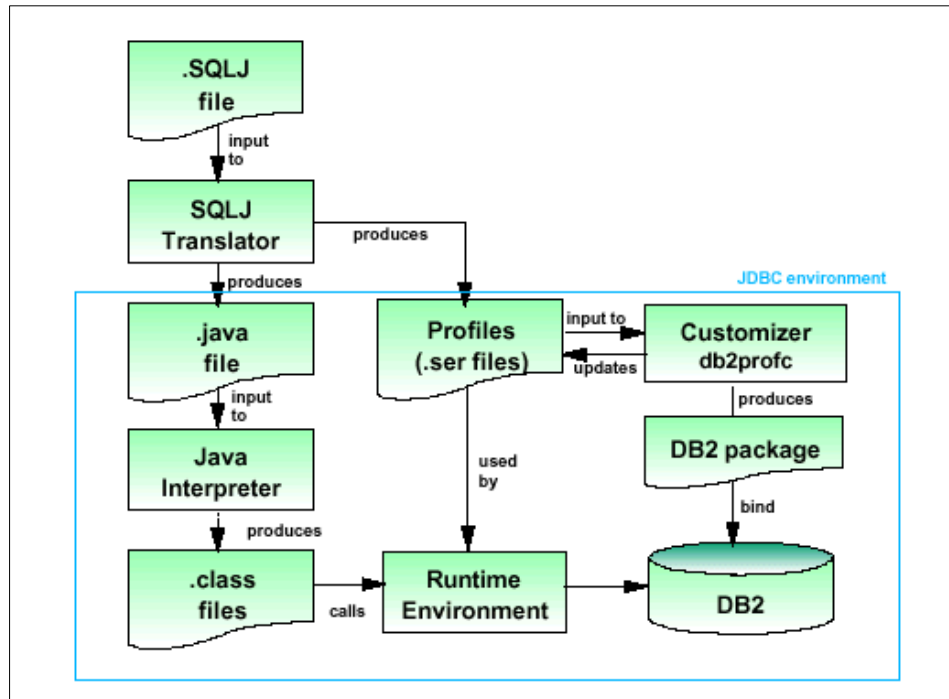 .SQLJ
file
input
to
SQLJ
Translator
produces
produces
JDBC environment
.java
file
Profiles
(.ser files)
input to
updates
Customizer
db2profc
input
to
produces
Java
Interpreter
used
by
DB2 package
produces
bind
.class
files
calls
Runtime
Environment
DB2